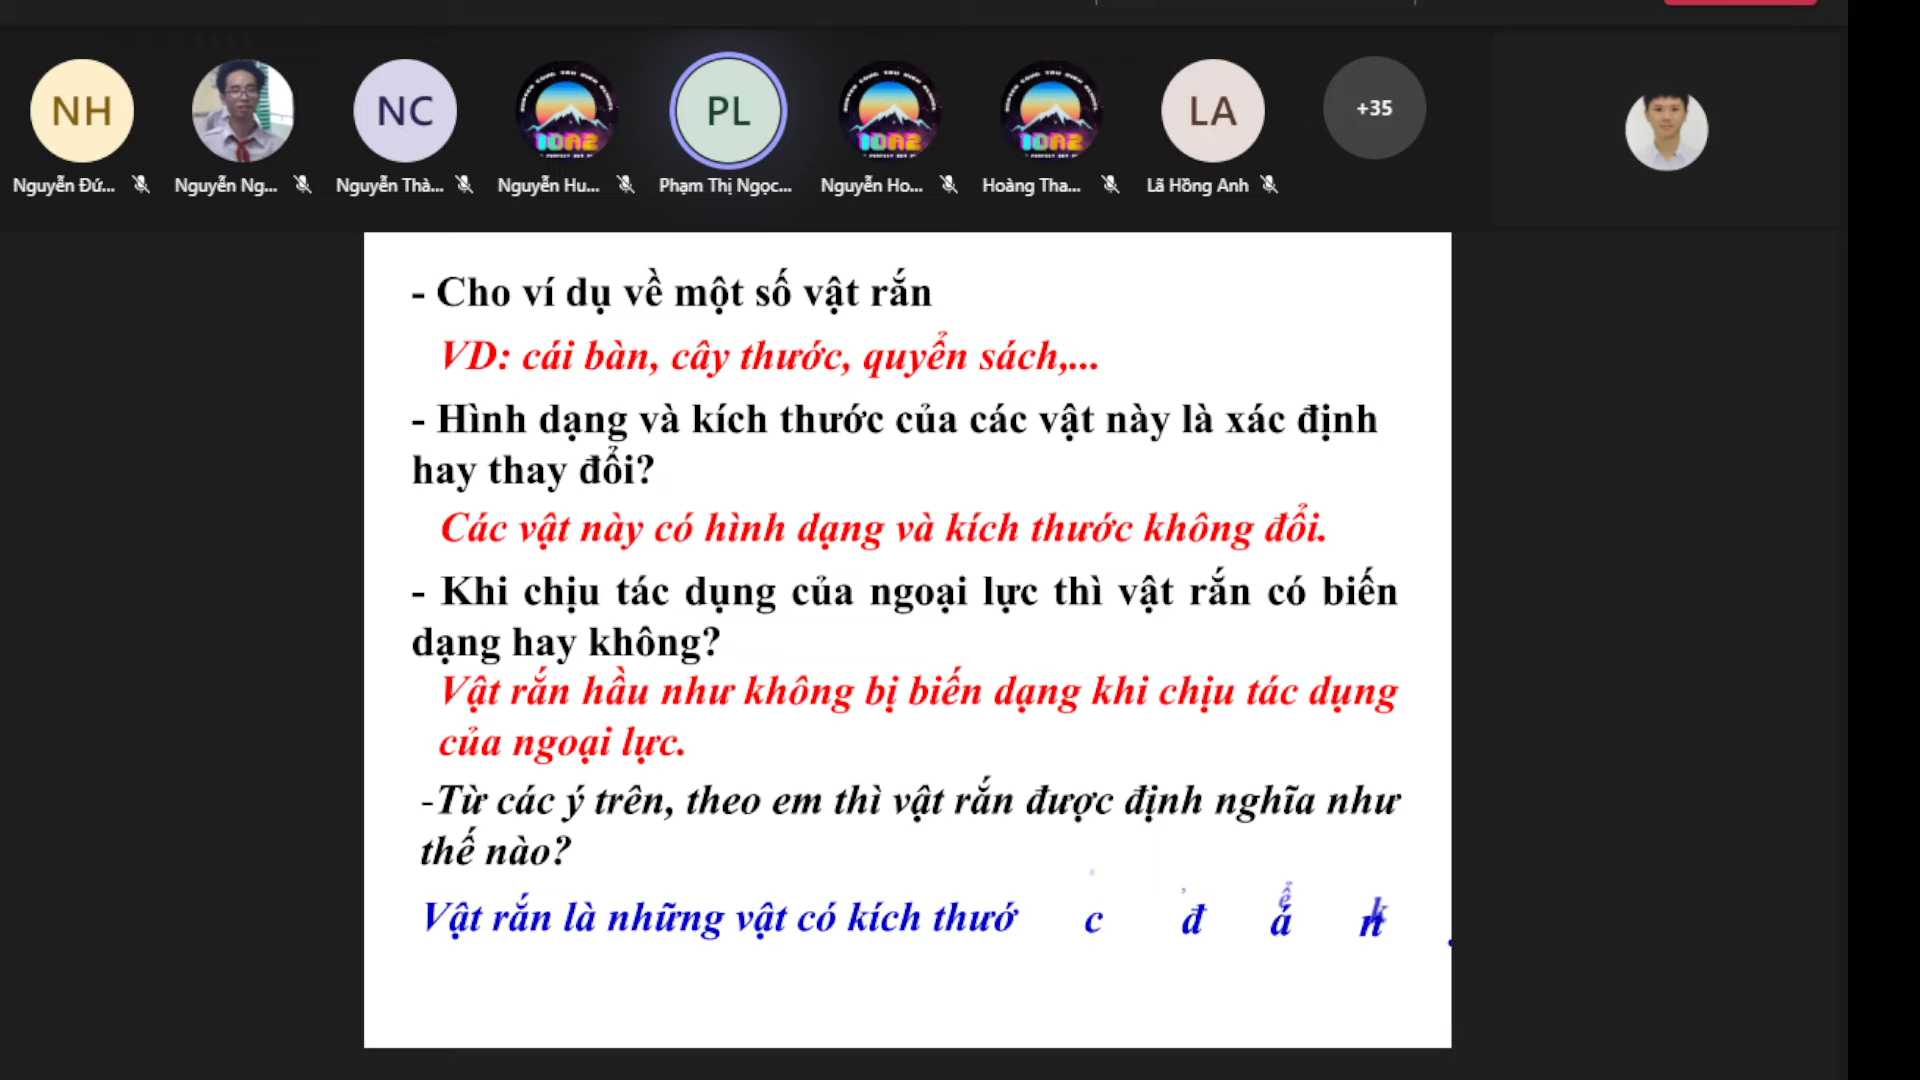 NH
NC
PL
LA
+35
10A2
10A2
10A2
Nguyễn Đứ...
Nguyễn Ng...
Nguyễn Thà...
Nguyễn Hu...
Phạm Thị Ngọc...
Nguyễn Ho...
Hoàng Tha...
Lã Hồng Anh
- Cho ví dụ về một số vật rắn
VD: cái bàn, cây thước, quyển sách,...
- Hình dạng và kích thước của các vật này là xác định
hay thay đổi?
Các vật này có hình dạng và kích thước không đổi.
- Khi chịu tác dụng của ngoại lực thì vật rắn có biến
dạng hay không?
Vật rắn hầu như không bị biến dạng khi chịu tác dụng
của ngoại lực.
-Từ các ý trên, theo em thì vật rắn được định nghĩa như
thế nào?
Vật rắn là những vật có kích thướ c đ á